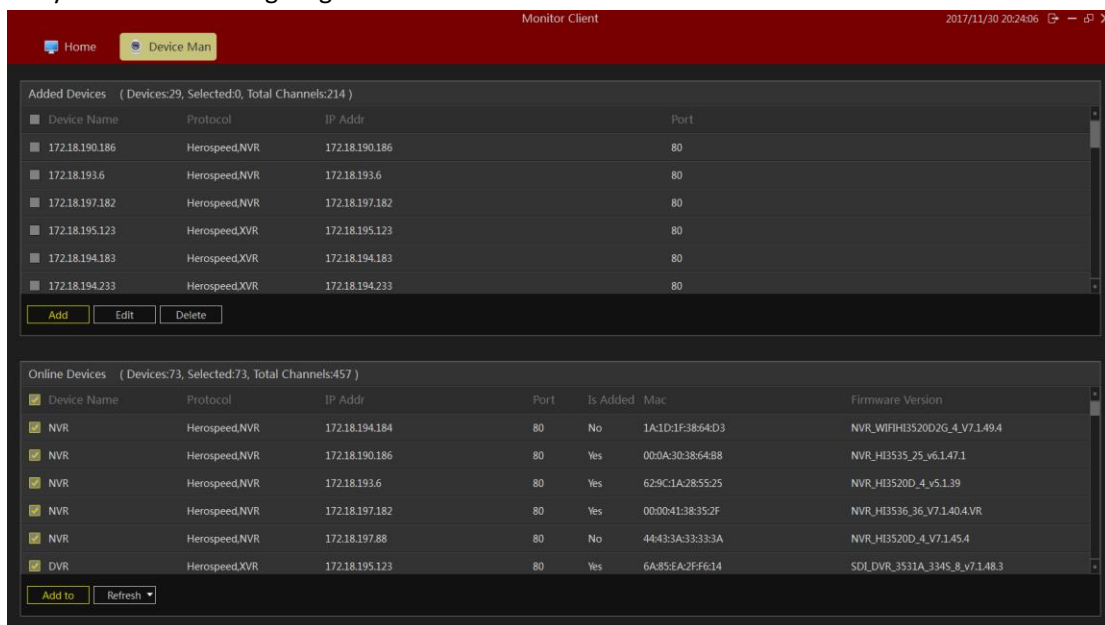 Monitor Client 2017/11/30 20:24:06
Home Device Man
Added Devices ( Devices:29, Selected:0, Total Channels:214 )
Device Name Protocol IP Addr Port
172.18.190.186 Herospeed,NVR 172.18.190.186 80
172.18.193.6 Herospeed,NVR 172.18.193.6 80
172.18.197.182 Herospeed,NVR 172.18.197.182 80
172.18.195.123 Herospeed,XVR 172.18.195.123 80
172.18.194.183 Herospeed,XVR 172.18.194.183 80
172.18.194.233 Herospeed,XVR 172.18.194.233 80
Add Edit Delete
Online Devices ( Devices:73, Selected:73, Total Channels:457 )
Device Name Protocol IP Addr Port Is Added Mac Firmware Version
NVR Herospeed,NVR 172.18.194.184 80 No 1A:1D:1F:38:64:D3 NVR_WIFIHI3520D2G_4_V7.1.49.4
NVR Herospeed,NVR 172.18.190.186 80 Yes 00:0A:30:38:64:B8 NVR_HI3535_25_v6.1.47.1
NVR Herospeed,NVR 172.18.193.6 80 Yes 62:9C:1A:28:55:25 NVR_HI3520D_4_v5.1.39
NVR Herospeed,NVR 172.18.197.182 80 Yes 00:00:41:38:35:2F NVR_HI3536_36_V7.1.40.4.VR
NVR Herospeed,NVR 172.18.197.88 80 No 44:43:3A:33:33:3A NVR_HI3520D_4_V7.1.45.4
DVR Herospeed,XVR 172.18.195.123 80 Yes 6A:85:EA:2F:F6:14 SDI_DVR_3531A_334S_8_v7.1.48.3
Add to Refresh